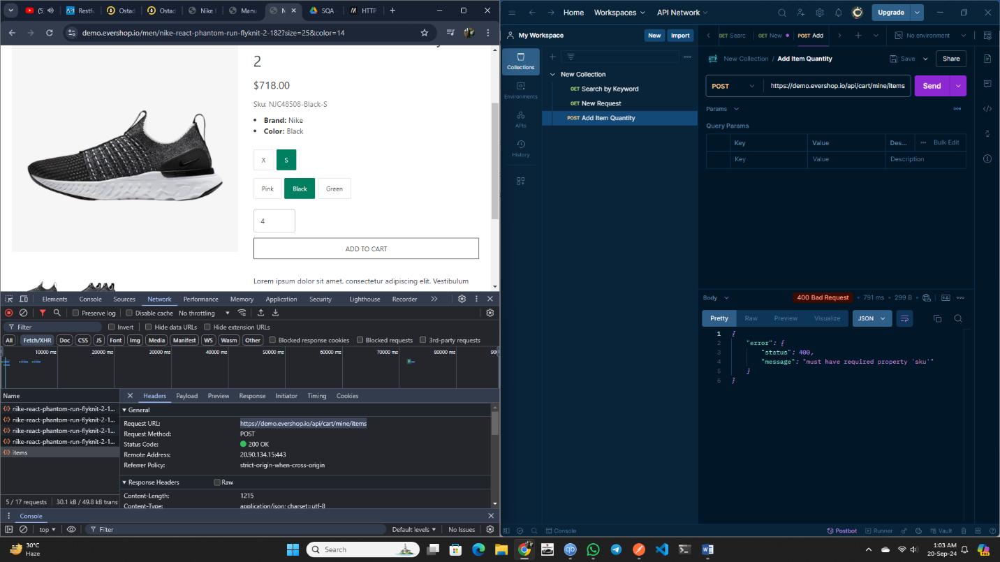 (5
Restfu
Ostad
Ostad
Nike
Manu
N
SQA
HTTP
demo.evershop.io/men/nike-react-phantom-run-flyknit-2-182?size=25&color=14
2
$718.00
Sku: NJC48508-Black-S
Brand: Nike
Color: Black
X
S
Pink
Black
Green
4
ADD TO CART
Lorem ipsum dolor sit amet, consectetur adipiscing elit. Vestibulum
Elements
Console
Sources
Network
Performance
Memory
Application
Security
Lighthouse
Recorder
Preserve log
Disable cache
No throttling
Filter
Invert
Hide data URLs
Hide extension URLs
All
Fetch/XHR
Doc
CSS
JS
Font
Img
Media
Manifest
WS
Wasm
Other
Blocked response cookies
Blocked requests
3rd-party requests
10000 ms
20000 ms
30000 ms
40000 ms
50000 ms
60000 ms
70000 ms
80000 ms
900
Name
Headers
Payload
Preview
Response
Initiator
Timing
Cookies
nike-react-phantom-run-flyknit-2-1...
nike-react-phantom-run-flyknit-2-1...
nike-react-phantom-run-flyknit-2-1...
nike-react-phantom-run-flyknit-2-1...
items
General
Request URL: https://demo.evershop.io/api/cart/mine/items
Request Method: POST
Status Code: 200 OK
Remote Address: 20.90.134.15:443
Referrer Policy: strict-origin-when-cross-origin
Response Headers
Raw
Content-Length: 1215
Content-Type: application/json; charset=utf-8
5 / 17 requests
30.1 kB / 49.8 kB trans
Console
top
Filter
Default levels
No Issues
Home
Workspaces
API Network
Upgrade
My Workspace
New
Import
GET Searc
GET New
POST Add
No environment
Collections
Environments
APIs
History
New Collection
GET Search by Keyword
GET New Request
POST Add Item Quantity
HTTP
New Collection / Add Item Quantity
Save
Share
POST
https://demo.evershop.io/api/cart/mine/items
Send
Params
Query Params
Key
Value
Des...
Bulk Edit
Key
Value
Description
Body
400 Bad Request
791 ms
299 B
Pretty
Raw
Preview
Visualize
JSON
1 {
2 "error": {
3 "status": 400,
4 "message": "must have required property 'sku'"
5 }
6 }
Console
Postbot
Runner
Vault
30°C
Haze
Search
1:03 AM
20-Sep-24